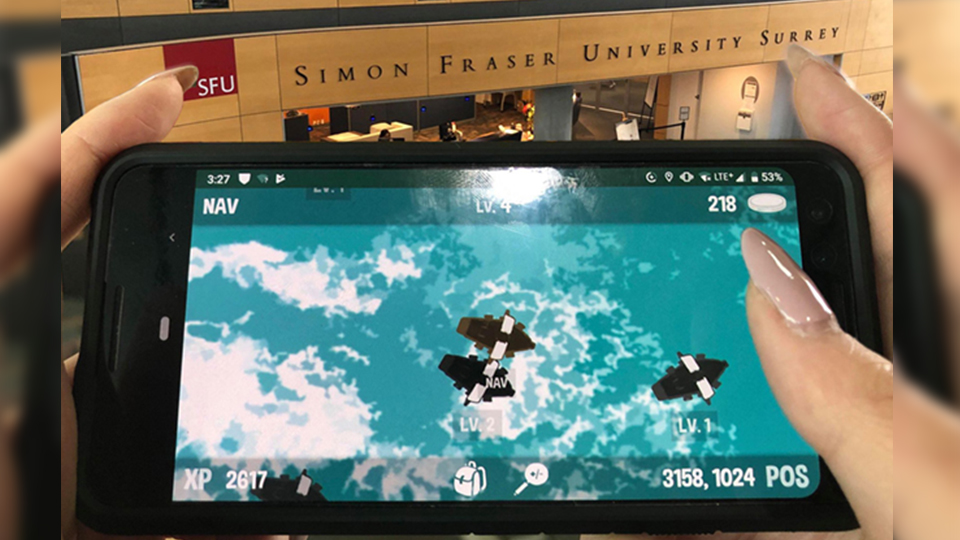 SFU
SIMON FRASER UNIVERSITY SURREY
3:27 LTE+ 53%
NAV LV. 4 218
NAV
LV. 2
LV. 1
XP 2617 3158, 1024 POS